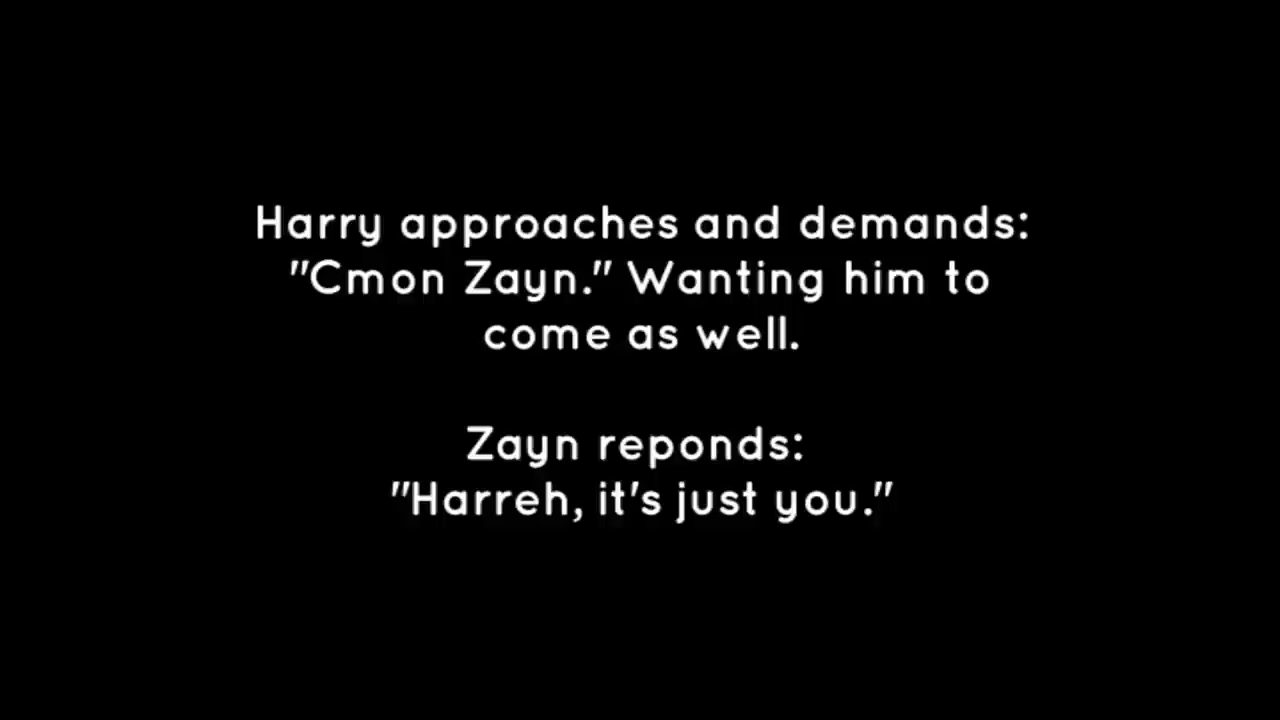 Harry approaches and demands:
"Cmon Zayn." Wanting him to
come as well.
Zayn reponds:
"Harreh, it's just you."